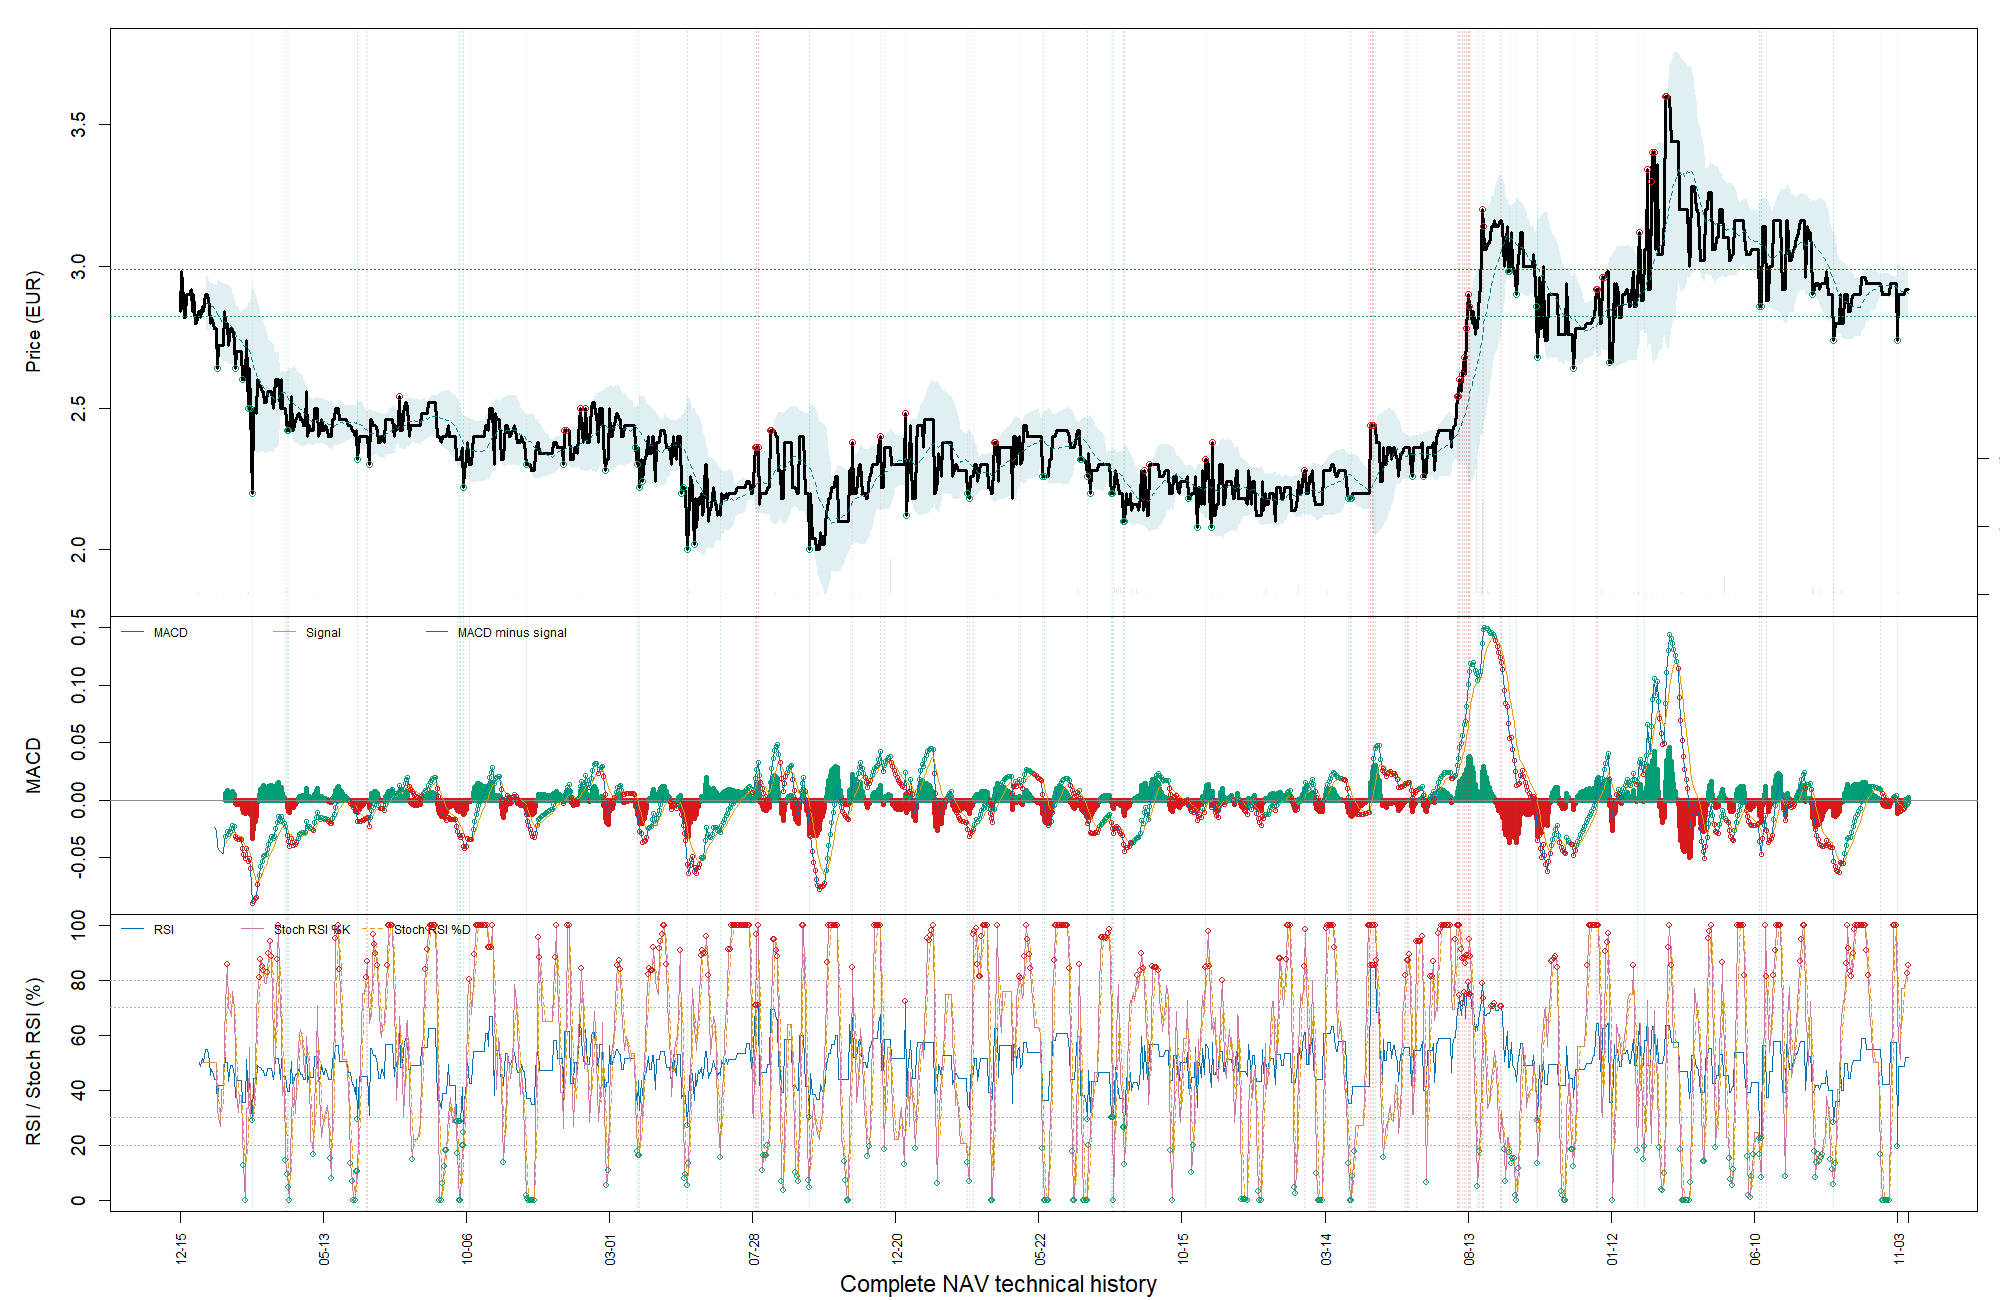 Price (EUR)
3.5
3.0
2.5
2.0
MACD
Signal
MACD minus signal
MACD
0.15
0.10
0.05
0.00
-0.05
RSI
Stoch RSI %K
Stoch RSI %D
RSI / Stoch RSI (%)
100
80
60
40
20
0
12-15
05-13
10-06
03-01
07-28
12-20
05-22
10-15
03-14
08-13
01-12
06-10
11-03
Complete NAV technical history